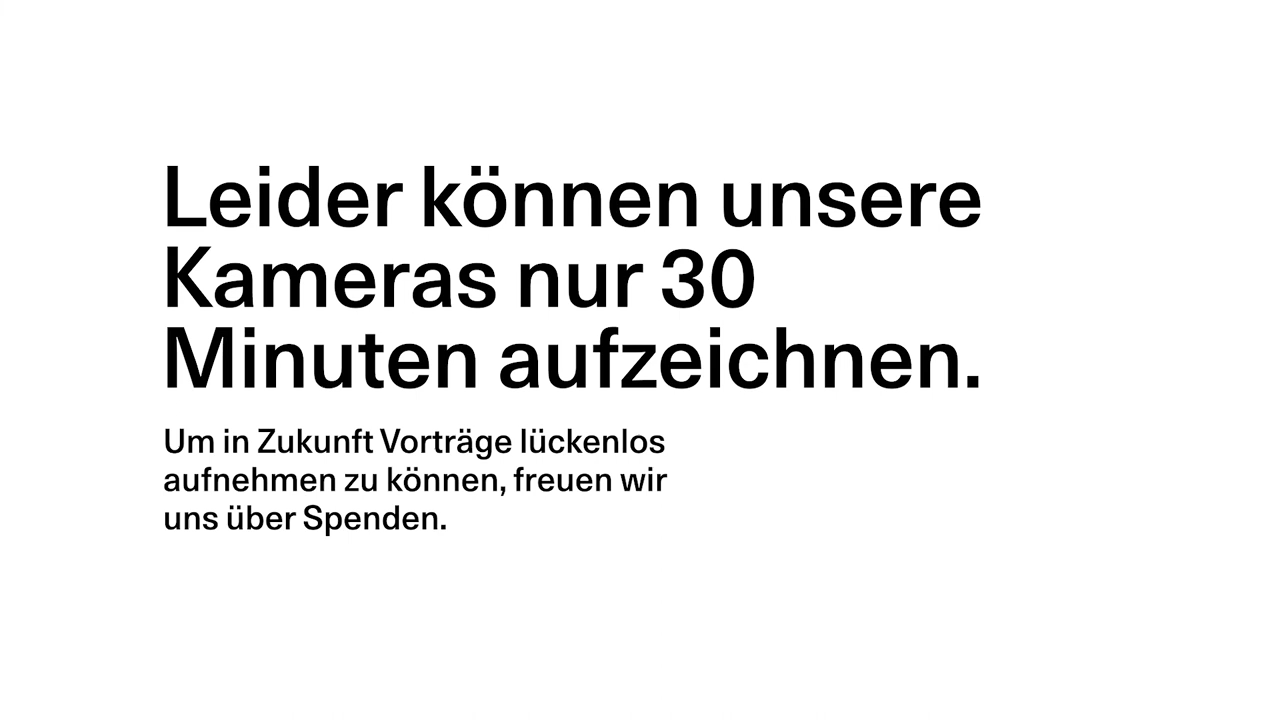 Leider können unsere
Kameras nur 30
Minuten aufzeichnen.
Um in Zukunft Vorträge lückenlos
aufnehmen zu können, freuen wir
uns über Spenden.